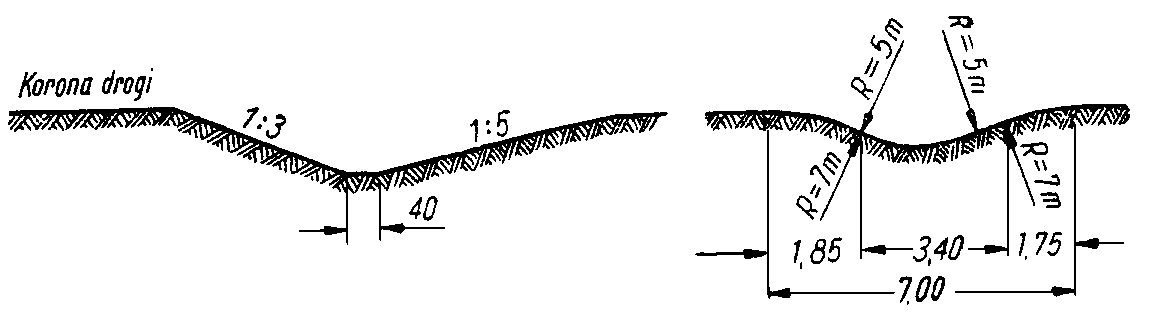 Korona drogi
1:3
1:5
40
R=5m
R=5m
R=7m
R=7m
1,85
3,40
1,75
7,00